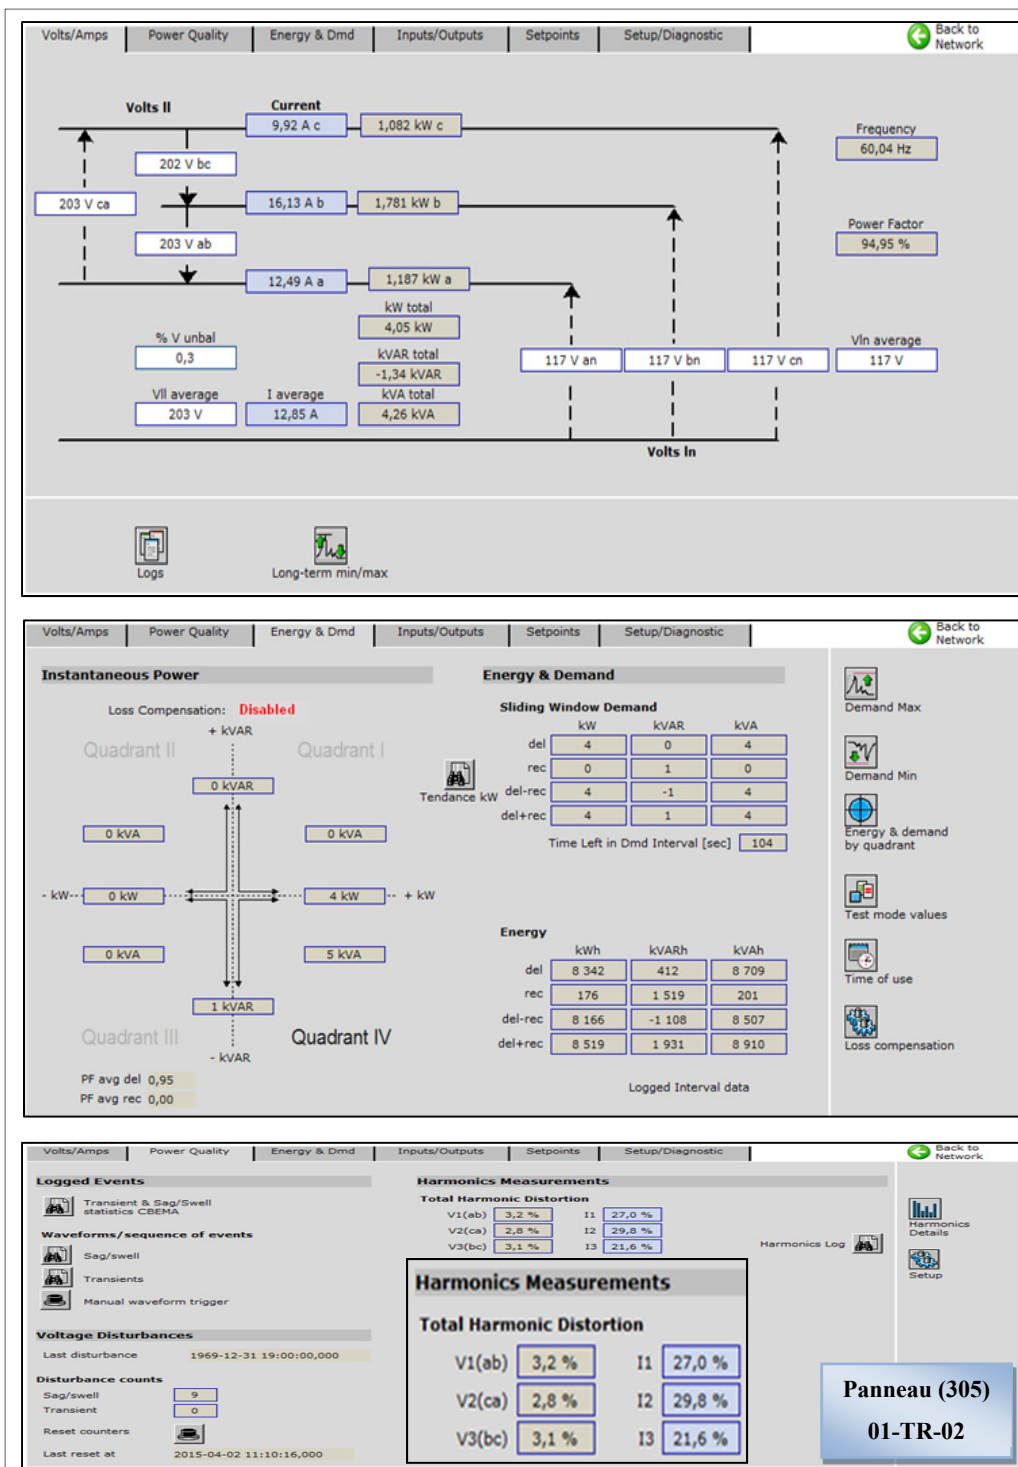 Volts/Amps Power Quality Energy & Dmd Inputs/Outputs Setpoints Setup/Diagnostic Back to Network
Volts ll Current
9,92 A c 1,082 kW c
Frequency
60,04 Hz
202 V bc
203 V ca 16,13 A b 1,781 kW b
Power Factor
94,95 %
203 V ab
12,49 A a 1,187 kW a
kW total
4,05 kW
% V unbal
0,3
kVAR total
-1,34 kVAR
Vln average
117 V an 117 V bn 117 V cn 117 V
Vll average I average kVA total
203 V 12,85 A 4,26 kVA
Volts ln
Logs Long-term min/max
Volts/Amps Power Quality Energy & Dmd Inputs/Outputs Setpoints Setup/Diagnostic Back to Network
Instantaneous Power
Loss Compensation: Disabled
+ kVAR
Quadrant II Quadrant I
0 kVAR
0 kVA 0 kVA
- kW 0 kW 4 kW + kW
0 kVA 5 kVA
1 kVAR
Quadrant III Quadrant IV
- kVAR
PF avg del 0,95
PF avg rec 0,00
Energy & Demand
Sliding Window Demand
kW kVAR kVA
del 4 0 4
rec 0 1 0
Tendance kW
del-rec 4 -1 4
del+rec 4 1 4
Time Left in Dmd Interval [sec] 104
Energy
kWh kVARh kVAh
del 8 342 412 8 709
rec 176 1 519 201
del-rec 8 166 -1 108 8 507
del+rec 8 519 1 931 8 910
Logged Interval data
Demand Max
Demand Min
Energy & demand
by quadrant
Test mode values
Time of use
Loss compensation
Volts/Amps Power Quality Energy & Dmd Inputs/Outputs Setpoints Setup/Diagnostic Back to Network
Logged Events
Transient & Sag/Swell
statistics CBEMA
Waveforms/sequence of events
Sag/swell
Transients
Manual waveform trigger
Voltage Disturbances
Last disturbance 1969-12-31 19:00:00,000
Disturbance counts
Sag/swell 9
Transient 0
Reset counters
Last reset at 2015-04-02 11:10:16,000
Harmonics Measurements
Total Harmonic Distortion
V1(ab) 3,2 % I1 27,0 %
V2(ca) 2,8 % I2 29,8 %
V3(bc) 3,1 % I3 21,6 %
Harmonics Log
Harmonics
Details
Setup
Harmonics Measurements
Total Harmonic Distortion
V1(ab) 3,2 % I1 27,0 %
V2(ca) 2,8 % I2 29,8 %
V3(bc) 3,1 % I3 21,6 %
Panneau (305)
01-TR-02